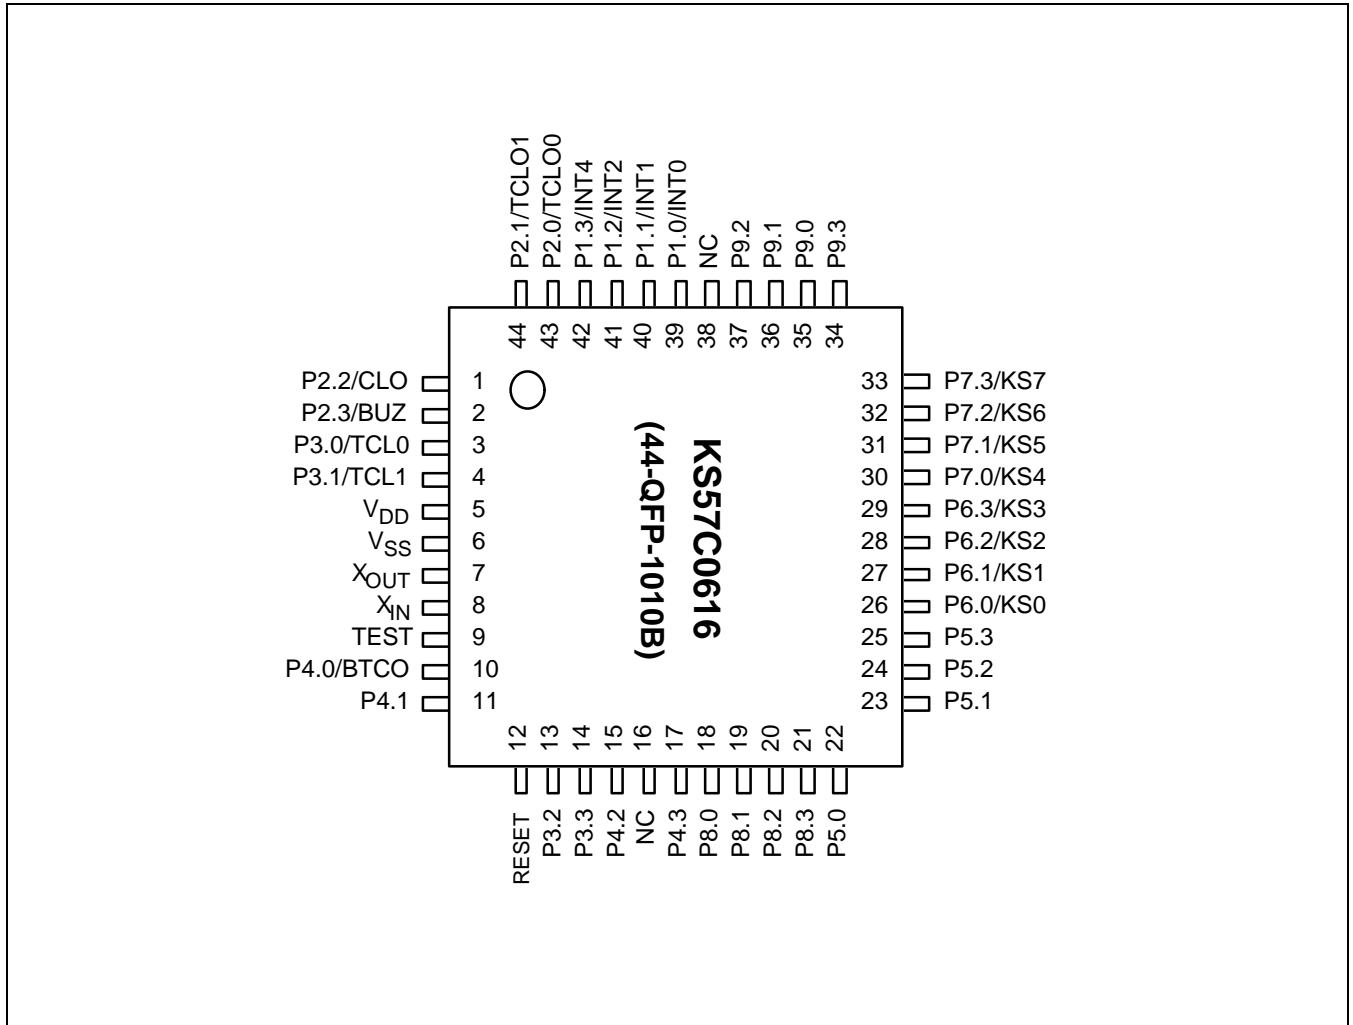 P2.1/TCLO1
P2.0/TCLO0
P1.3/INT4
P1.2/INT2
P1.1/INT1
P1.0/INT0
NC
P9.2
P9.1
P9.0
P9.3
44
43
42
41
40
39
38
37
36
35
34
P2.2/CLO 1
P2.3/BUZ 2
P3.0/TCL0 3
P3.1/TCL1 4
VDD 5
VSS 6
XOUT 7
XIN 8
TEST 9
P4.0/BTCO 10
P4.1 11
KS57C0616
(44-QFP-1010B)
33 P7.3/KS7
32 P7.2/KS6
31 P7.1/KS5
30 P7.0/KS4
29 P6.3/KS3
28 P6.2/KS2
27 P6.1/KS1
26 P6.0/KS0
25 P5.3
24 P5.2
23 P5.1
12
13
14
15
16
17
18
19
20
21
22
RESET
P3.2
P3.3
P4.2
NC
P4.3
P8.0
P8.1
P8.2
P8.3
P5.0